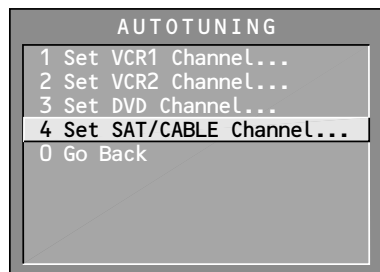 AUTOTUNING
1 Set VCR1 Channel...
2 Set VCR2 Channel...
3 Set DVD Channel...
4 Set SAT/CABLE Channel...
0 Go Back